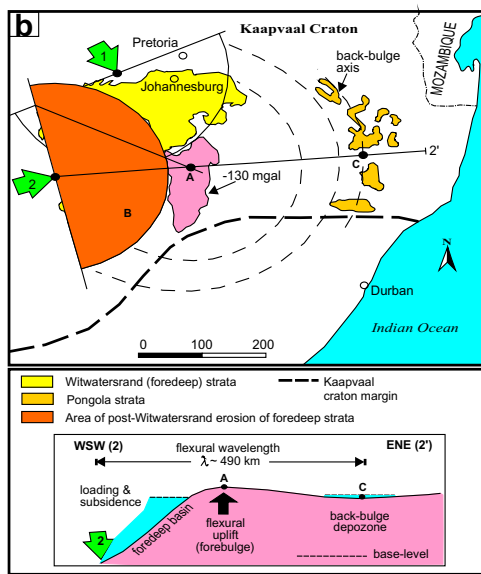 b
Kaapvaal Craton
MOZAMBIQUE
1
Pretoria
back-bulge
axis
Johannesburg
2'
2
A
C
-130 mgal
B
N
Durban
0 100 200
Indian Ocean
Witwatersrand (foredeep) strata
Kaapvaal
craton margin
Pongola strata
Area of post-Witwatersrand erosion of foredeep strata
WSW (2)
flexural wavelength
ENE (2')
λ ~ 490 km
A
C
loading &
subsidence
foredeep basin
2
flexural
uplift
(forebulge)
back-bulge
depozone
base-level